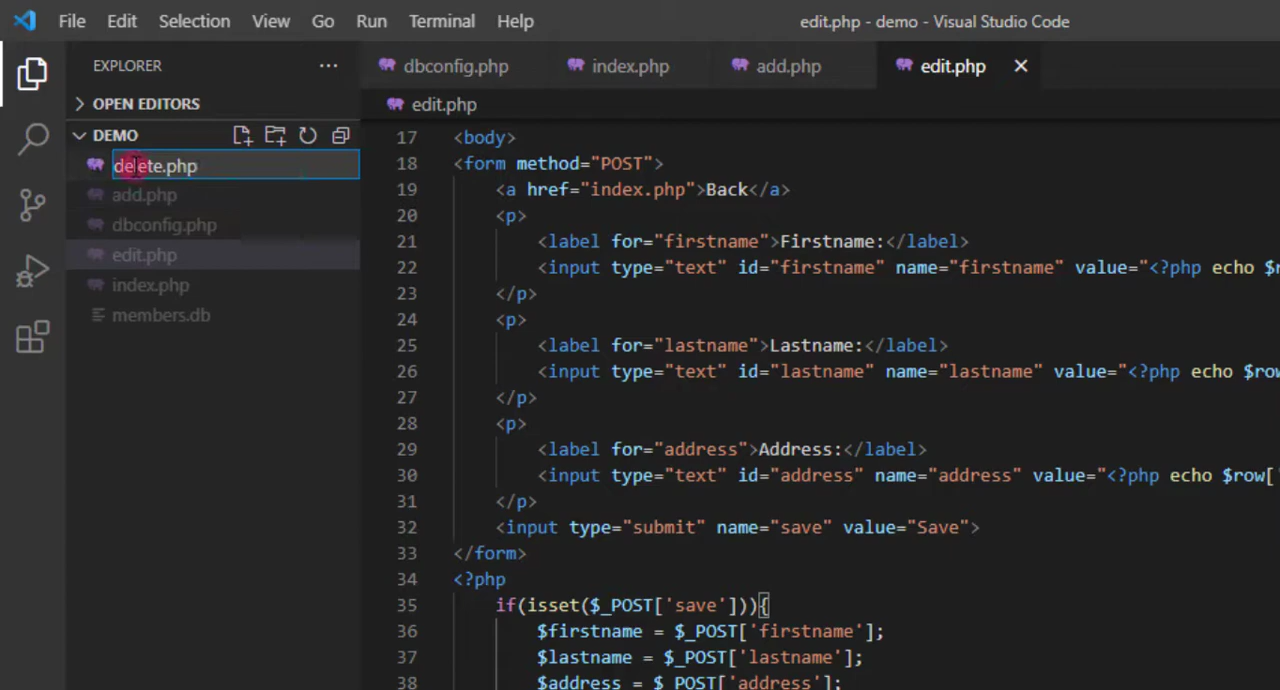 File Edit Selection View Go Run Terminal Help edit.php - demo - Visual Studio Code
EXPLORER ···
dbconfig.php index.php add.php edit.php
OPEN EDITORS
edit.php
DEMO
delete.php
add.php
dbconfig.php
edit.php
index.php
members.db
17 <body>
18 <form method="POST">
19 <a href="index.php">Back</a>
20 <p>
21 <label for="firstname">Firstname:</label>
22 <input type="text" id="firstname" name="firstname" value="<?php echo
23 </p>
24 <p>
25 <label for="lastname">Lastname:</label>
26 <input type="text" id="lastname" name="lastname" value="<?php echo $row
27 </p>
28 <p>
29 <label for="address">Address:</label>
30 <input type="text" id="address" name="address" value="<?php echo $row['
31 </p>
32 <input type="submit" name="save" value="Save">
33 </form>
34 <?php
35 if(isset($_POST['save'])){
36 $firstname = $_POST['firstname'];
37 $lastname = $_POST['lastname'];
38 $address = $_POST['address'];